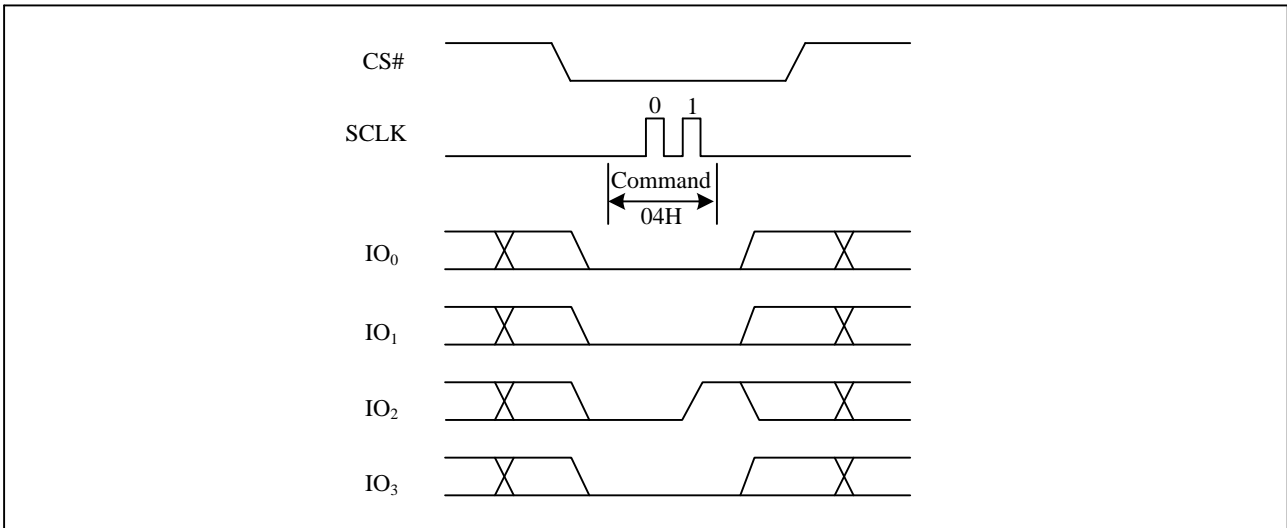 CS#
0 1
SCLK
Command
04H
IO₀
IO₁
IO₂
IO₃